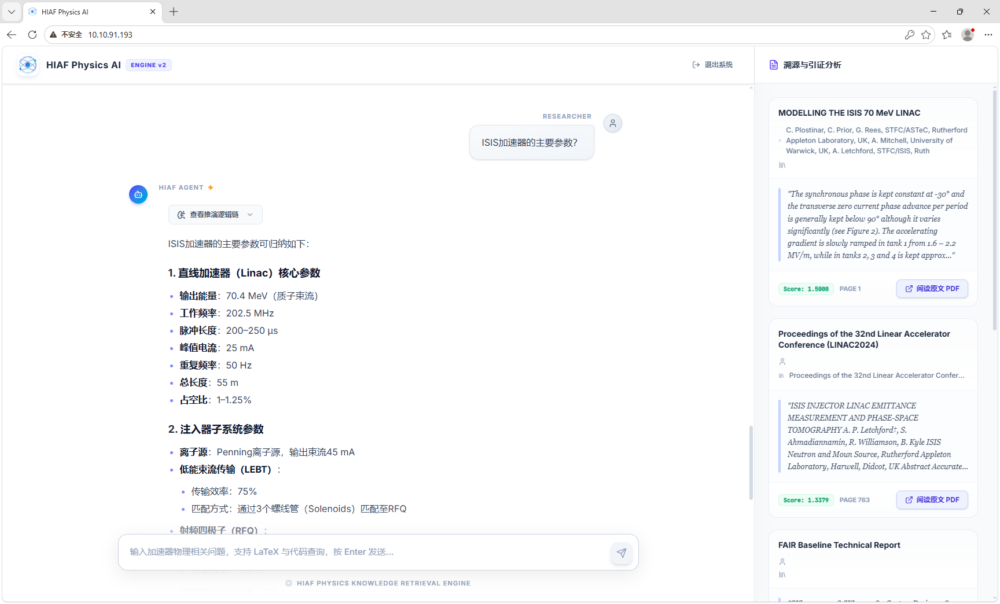 HIAF Physics AI
不安全 10.10.91.193
HIAF Physics AI ENGINE v2
退出系统
RESEARCHER
ISIS加速器的主要参数?
HIAF AGENT
查看推演逻辑链
ISIS加速器的主要参数可归纳如下：
1. 直线加速器（Linac）核心参数
输出能量：70.4 MeV（质子束流）
工作频率：202.5 MHz
脉冲长度：200–250 μs
峰值电流：25 mA
重复频率：50 Hz
总长度：55 m
占空比：1–1.25%
2. 注入器子系统参数
离子源：Penning离子源，输出束流45 mA
低能束流传输（LEBT）：
传输效率：75%
匹配方式：通过3个螺线管（Solenoids）匹配至RFQ
射频四极子（RFQ）：
输入加速器物理相关问题，支持 LaTeX 与代码查询，按 Enter 发送...
HIAF PHYSICS KNOWLEDGE RETRIEVAL ENGINE
溯源与引证分析
MODELLING THE ISIS 70 MeV LINAC
C. Plostinar, C. Prior, G. Rees, STFC/ASTeC, Rutherford
Appleton Laboratory, UK, A. Mitchell, University of
Warwick, UK, A. Letchford, STFC/ISIS, Ruth
"The synchronous phase is kept constant at -30° and
the transverse zero current phase advance per period
is generally kept below 90° although it varies
significantly (see Figure 2). The accelerating
gradient is slowly ramped in tank 1 from 1.6 – 2.2
MV/m, while in tanks 2, 3 and 4 is kept approx..."
Score: 1.5000 PAGE 1 阅读原文 PDF
Proceedings of the 32nd Linear Accelerator
Conference (LINAC2024)
Proceedings of the 32nd Linear Accelerator Confer...
"ISIS INJECTOR LINAC EMITTANCE
MEASUREMENT AND PHASE-SPACE
TOMOGRAPHY A. P. Letchford†, S.
Ahmadiannamin, R. Williamson, B. Kyle ISIS
Neutron and Moun Source, Rutherford Appleton
Laboratory, Harwell, Didcot, UK Abstract Accurate...
Score: 1.3379 PAGE 763 阅读原文 PDF
FAIR Baseline Technical Report